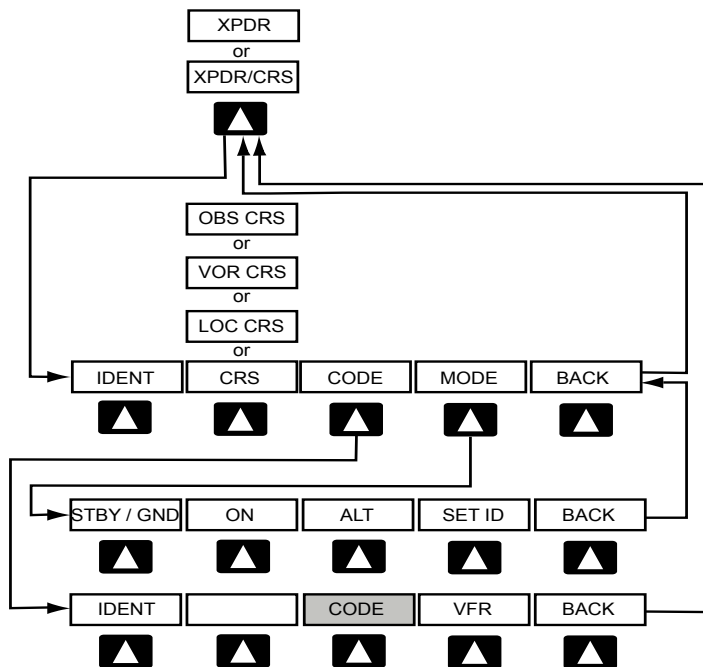 XPDR
or
XPDR/CRS
OBS CRS
or
VOR CRS
or
LOC CRS
or
IDENT CRS CODE MODE BACK
STBY / GND ON ALT SET ID BACK
IDENT CODE VFR BACK